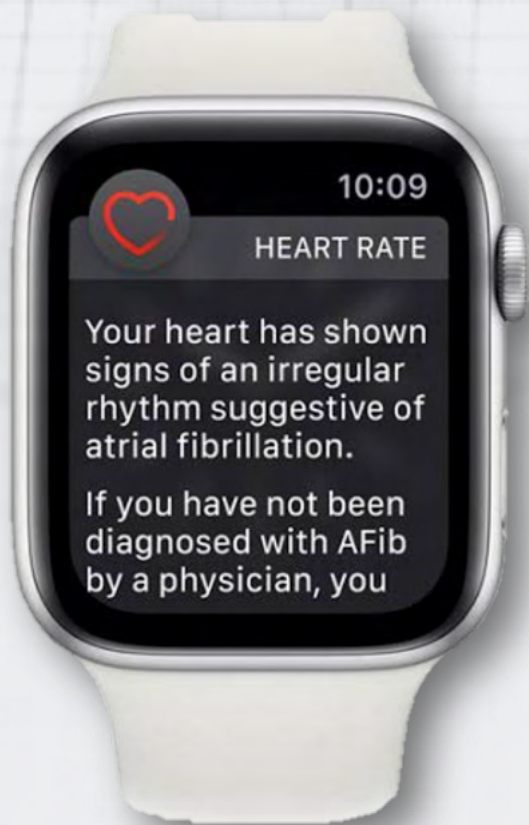 10:09
HEART RATE
Your heart has shown
signs of an irregular
rhythm suggestive of
atrial fibrillation.
If you have not been
diagnosed with AFib
by a physician, you